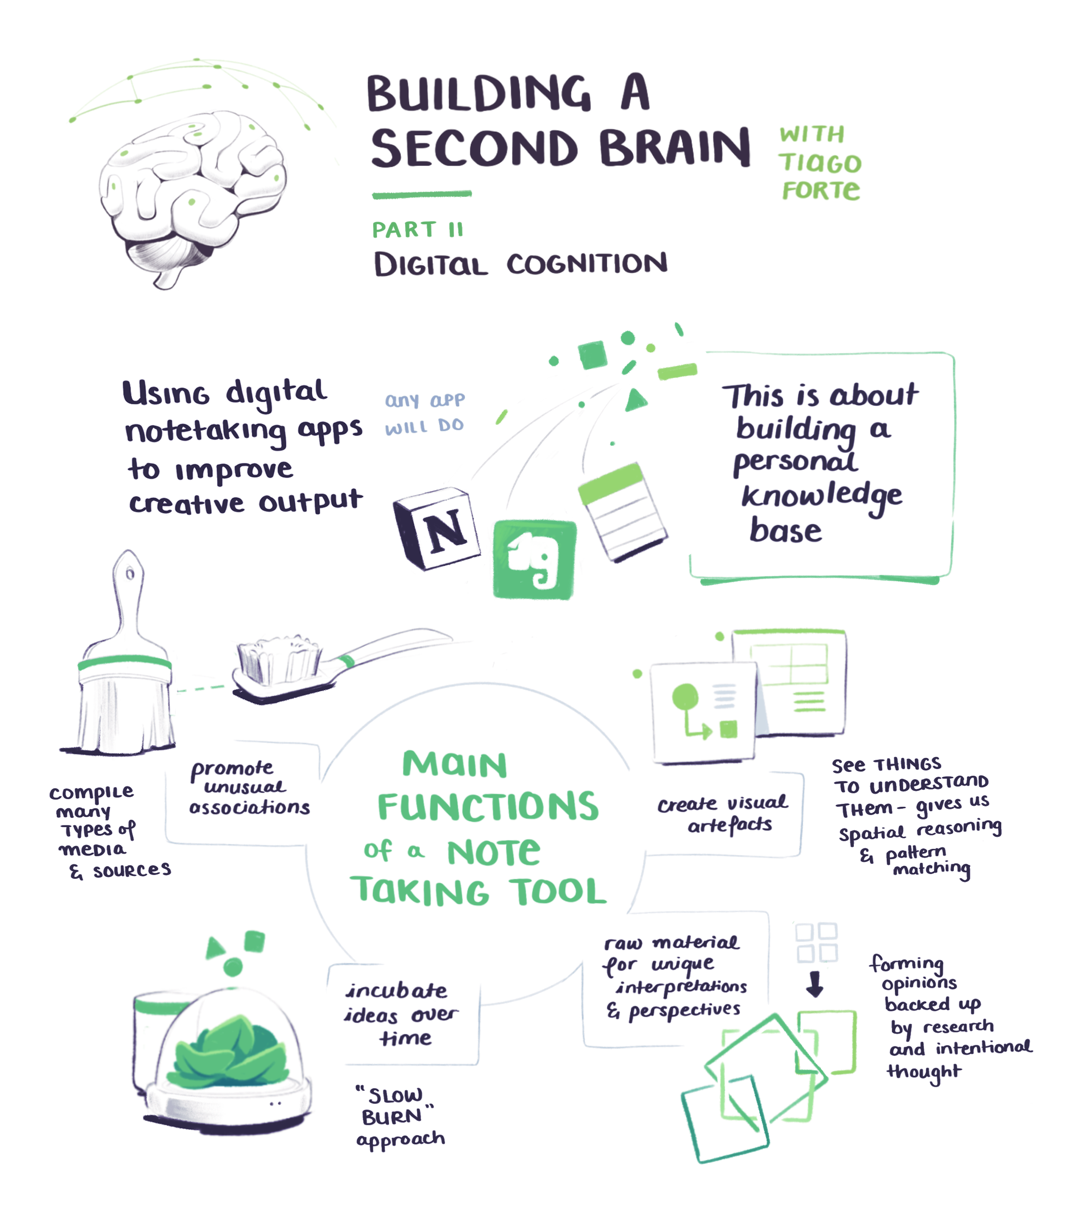 BUILDING A
SECOND BRAIN
WITH
TIAGO
FORTE
PART II
DIGITAL COGNITION
Using digital
notetaking apps
to improve
creative output
any app
WILL DO
N
This is about
building a
personal
knowledge
base
MAIN
FUNCTIONS
of a NOTE
TAKING TOOL
promote
unusual
associations
COMPILE
many
TYPES of
MEDIA
& SOURCES
create visual
artefacts
SEE THINGS
TO UNDERSTAND
THEM - gives us
spatial reasoning
& pattern
matching
incubate
ideas over
time
"SLOW
BURN"
approach
raw material
for unique
interpretations
& perspectives
forming
opinions
backed up
by research
and intentional
thought